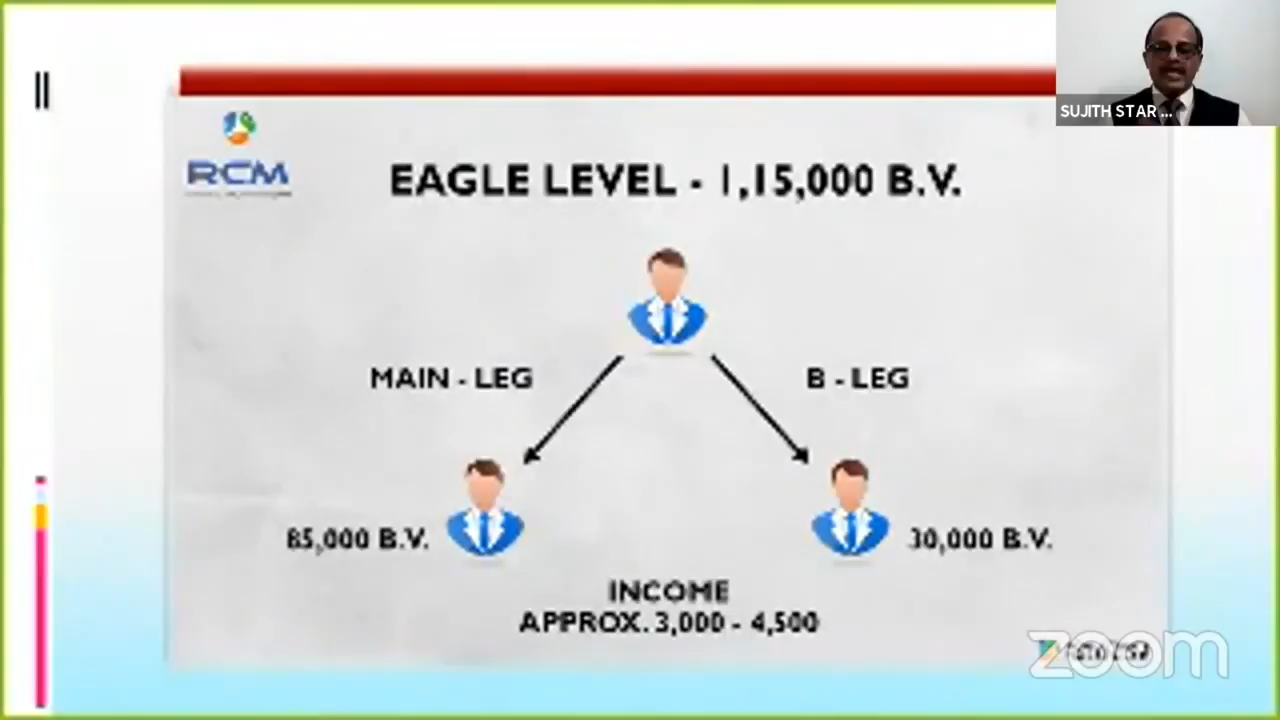 SUJITH STAR ...
RCM
EAGLE LEVEL - 1,15,000 B.V.
MAIN - LEG
B - LEG
85,000 B.V.
30,000 B.V.
INCOME
APPROX. 3,000 - 4,500
zoom